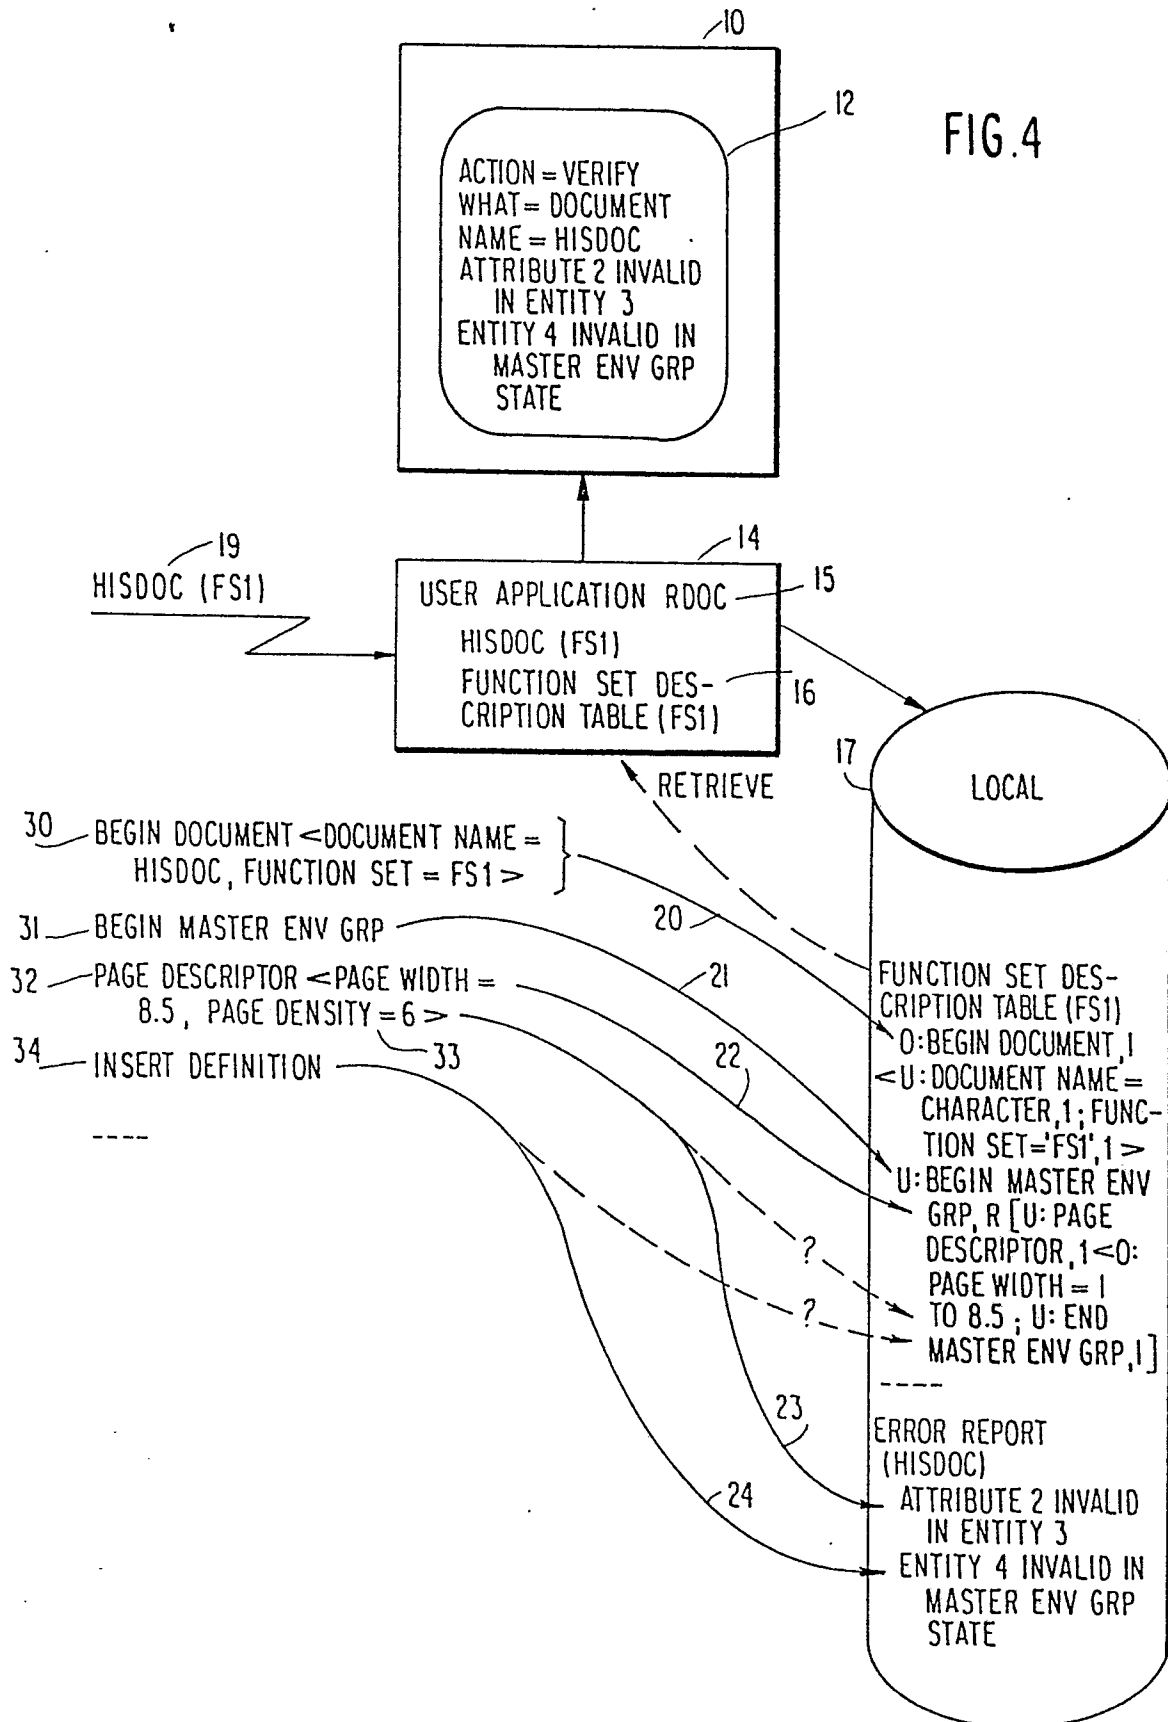 10
12
FIG.4
ACTION = VERIFY
WHAT = DOCUMENT
NAME = HISDOC
ATTRIBUTE 2 INVALID
IN ENTITY 3
ENTITY 4 INVALID IN
MASTER ENV GRP
STATE
19
HISDOC (FS1)
14
USER APPLICATION RDOC
15
HISDOC (FS1)
FUNCTION SET DES-
CRIPTION TABLE (FS1)
16
RETRIEVE
17
LOCAL
30
BEGIN DOCUMENT <DOCUMENT NAME =
HISDOC, FUNCTION SET = FS1 >
20
31
BEGIN MASTER ENV GRP
21
32
PAGE DESCRIPTOR <PAGE WIDTH =
8.5, PAGE DENSITY = 6 >
33
22
34
INSERT DEFINITION
----
FUNCTION SET DES-
CRIPTION TABLE (FS1)
O:BEGIN DOCUMENT,1
<U:DOCUMENT NAME =
CHARACTER,1; FUNC-
TION SET='FS1',1 >
U:BEGIN MASTER ENV
GRP, R [U: PAGE
DESCRIPTOR,1<O:
PAGE WIDTH = 1
TO 8.5 ; U: END
MASTER ENV GRP,1]
?
?
----
23
24
ERROR REPORT
(HISDOC)
ATTRIBUTE 2 INVALID
IN ENTITY 3
ENTITY 4 INVALID IN
MASTER ENV GRP
STATE